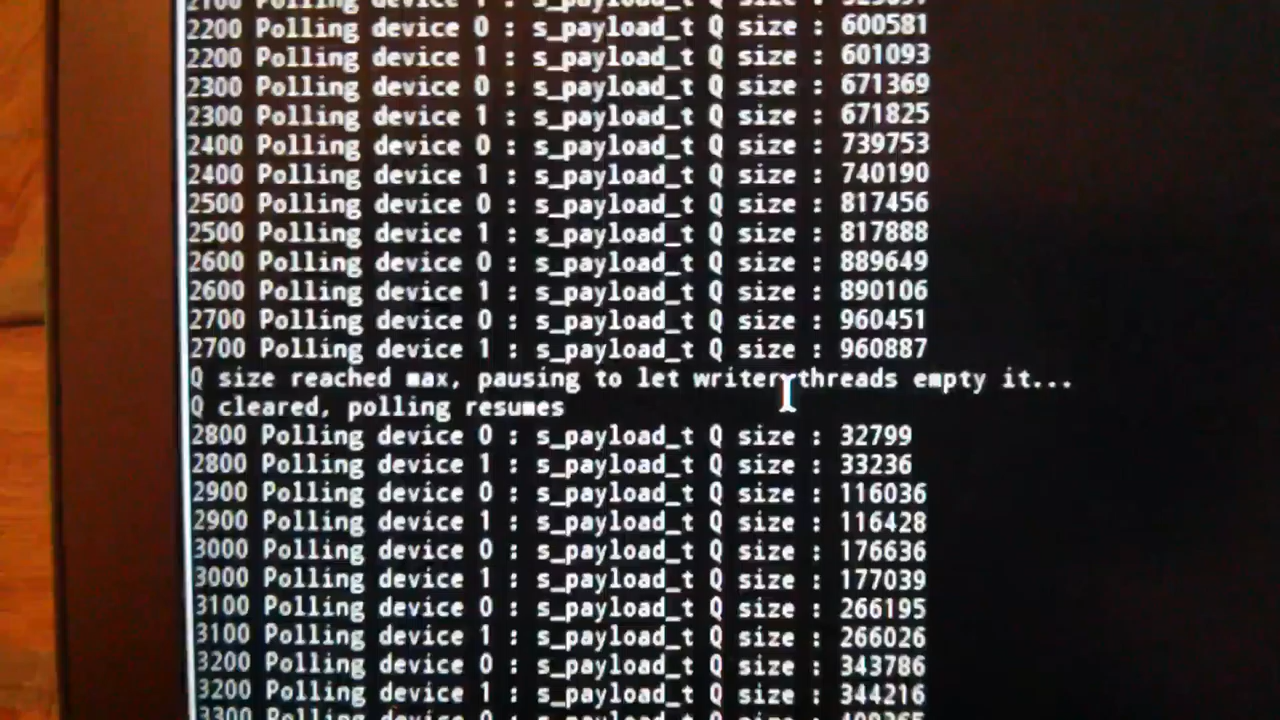 2200 Polling device 0 : s_payload_t Q size : 600581
2200 Polling device 1 : s_payload_t Q size : 601093
2300 Polling device 0 : s_payload_t Q size : 671369
2300 Polling device 1 : s_payload_t Q size : 671825
2400 Polling device 0 : s_payload_t Q size : 739753
2400 Polling device 1 : s_payload_t Q size : 740190
2500 Polling device 0 : s_payload_t Q size : 817456
2500 Polling device 1 : s_payload_t Q size : 817888
2600 Polling device 0 : s_payload_t Q size : 889649
2600 Polling device 1 : s_payload_t Q size : 890106
2700 Polling device 0 : s_payload_t Q size : 960451
2700 Polling device 1 : s_payload_t Q size : 960887
Q size reached max, pausing to let writer threads empty it...
Q cleared, polling resumes
2800 Polling device 0 : s_payload_t Q size : 32799
2800 Polling device 1 : s_payload_t Q size : 33236
2900 Polling device 0 : s_payload_t Q size : 116036
2900 Polling device 1 : s_payload_t Q size : 116428
3000 Polling device 0 : s_payload_t Q size : 176636
3000 Polling device 1 : s_payload_t Q size : 177039
3100 Polling device 0 : s_payload_t Q size : 266195
3100 Polling device 1 : s_payload_t Q size : 266026
3200 Polling device 0 : s_payload_t Q size : 343786
3200 Polling device 1 : s_payload_t Q size : 344216
3300 Polling device 0 : s_payload_t Q size :